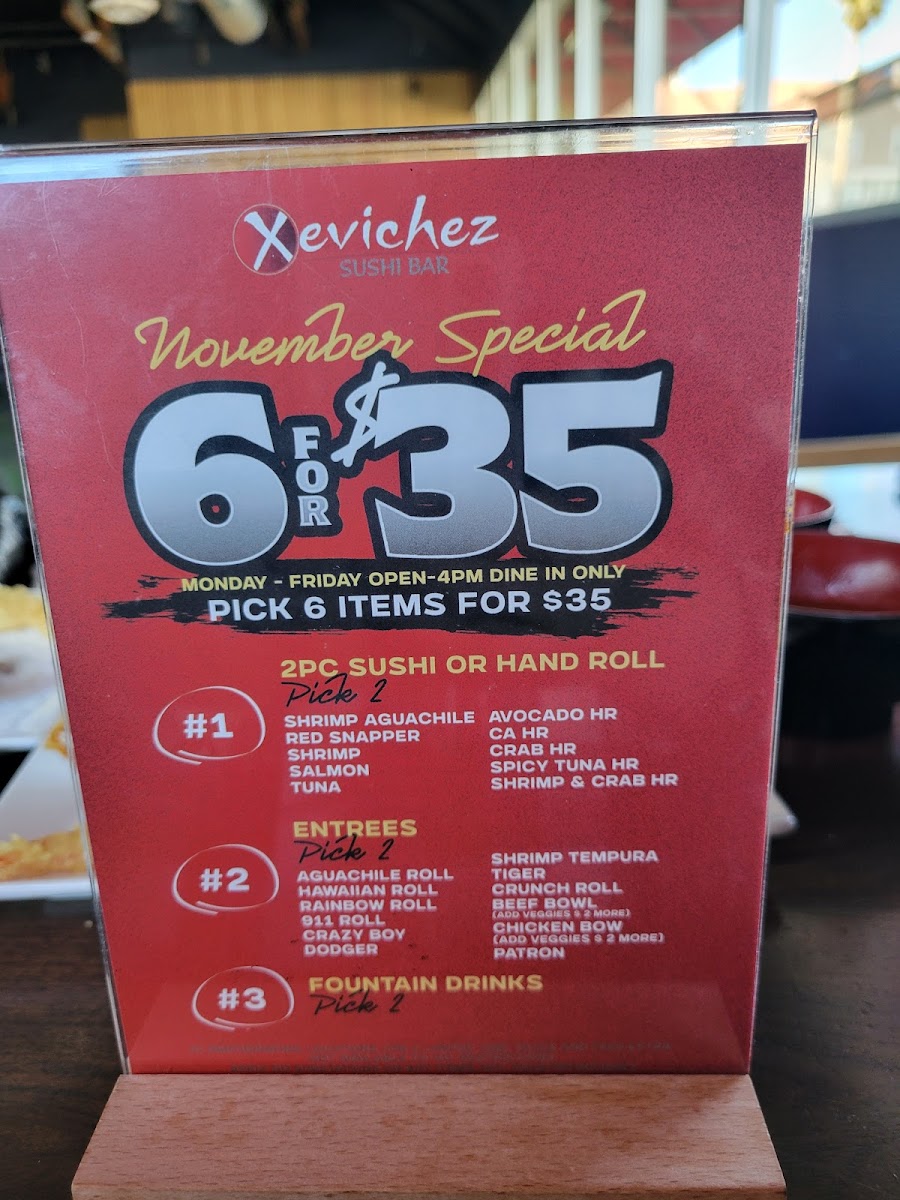 Xevichez
SUSHI BAR
November Special
6 FOR $35
MONDAY - FRIDAY OPEN-4PM DINE IN ONLY
PICK 6 ITEMS FOR $35
2PC SUSHI OR HAND ROLL
Pick 2
#1
SHRIMP AGUACHILE
RED SNAPPER
SHRIMP
SALMON
TUNA
AVOCADO HR
CA HR
CRAB HR
SPICY TUNA HR
SHRIMP & CRAB HR
ENTREES
Pick 2
#2
AGUACHILE ROLL
HAWAIIAN ROLL
RAINBOW ROLL
911 ROLL
CRAZY BOY
DODGER
SHRIMP TEMPURA
TIGER
CRUNCH ROLL
BEEF BOWL
(ADD VEGGIES $ 2 MORE)
CHICKEN BOW
(ADD VEGGIES $ 2 MORE)
PATRON
#3
FOUNTAIN DRINKS
Pick 2